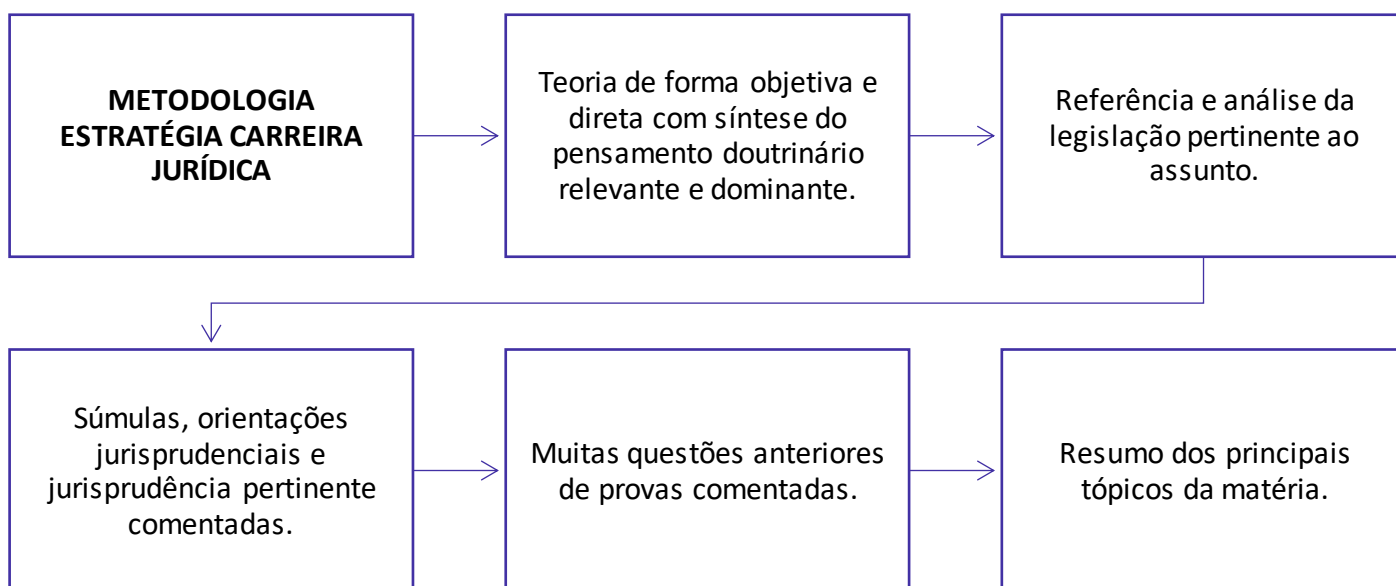 METODOLOGIA
ESTRATÉGIA CARREIRA
JURÍDICA
Teoria de forma objetiva e
direta com síntese do
pensamento doutrinário
relevante e dominante.
Referência e análise da
legislação pertinente ao
assunto.
Súmulas, orientações
jurisprudenciais e
jurisprudência pertinente
comentadas.
Muitas questões anteriores
de provas comentadas.
Resumo dos principais
tópicos da matéria.